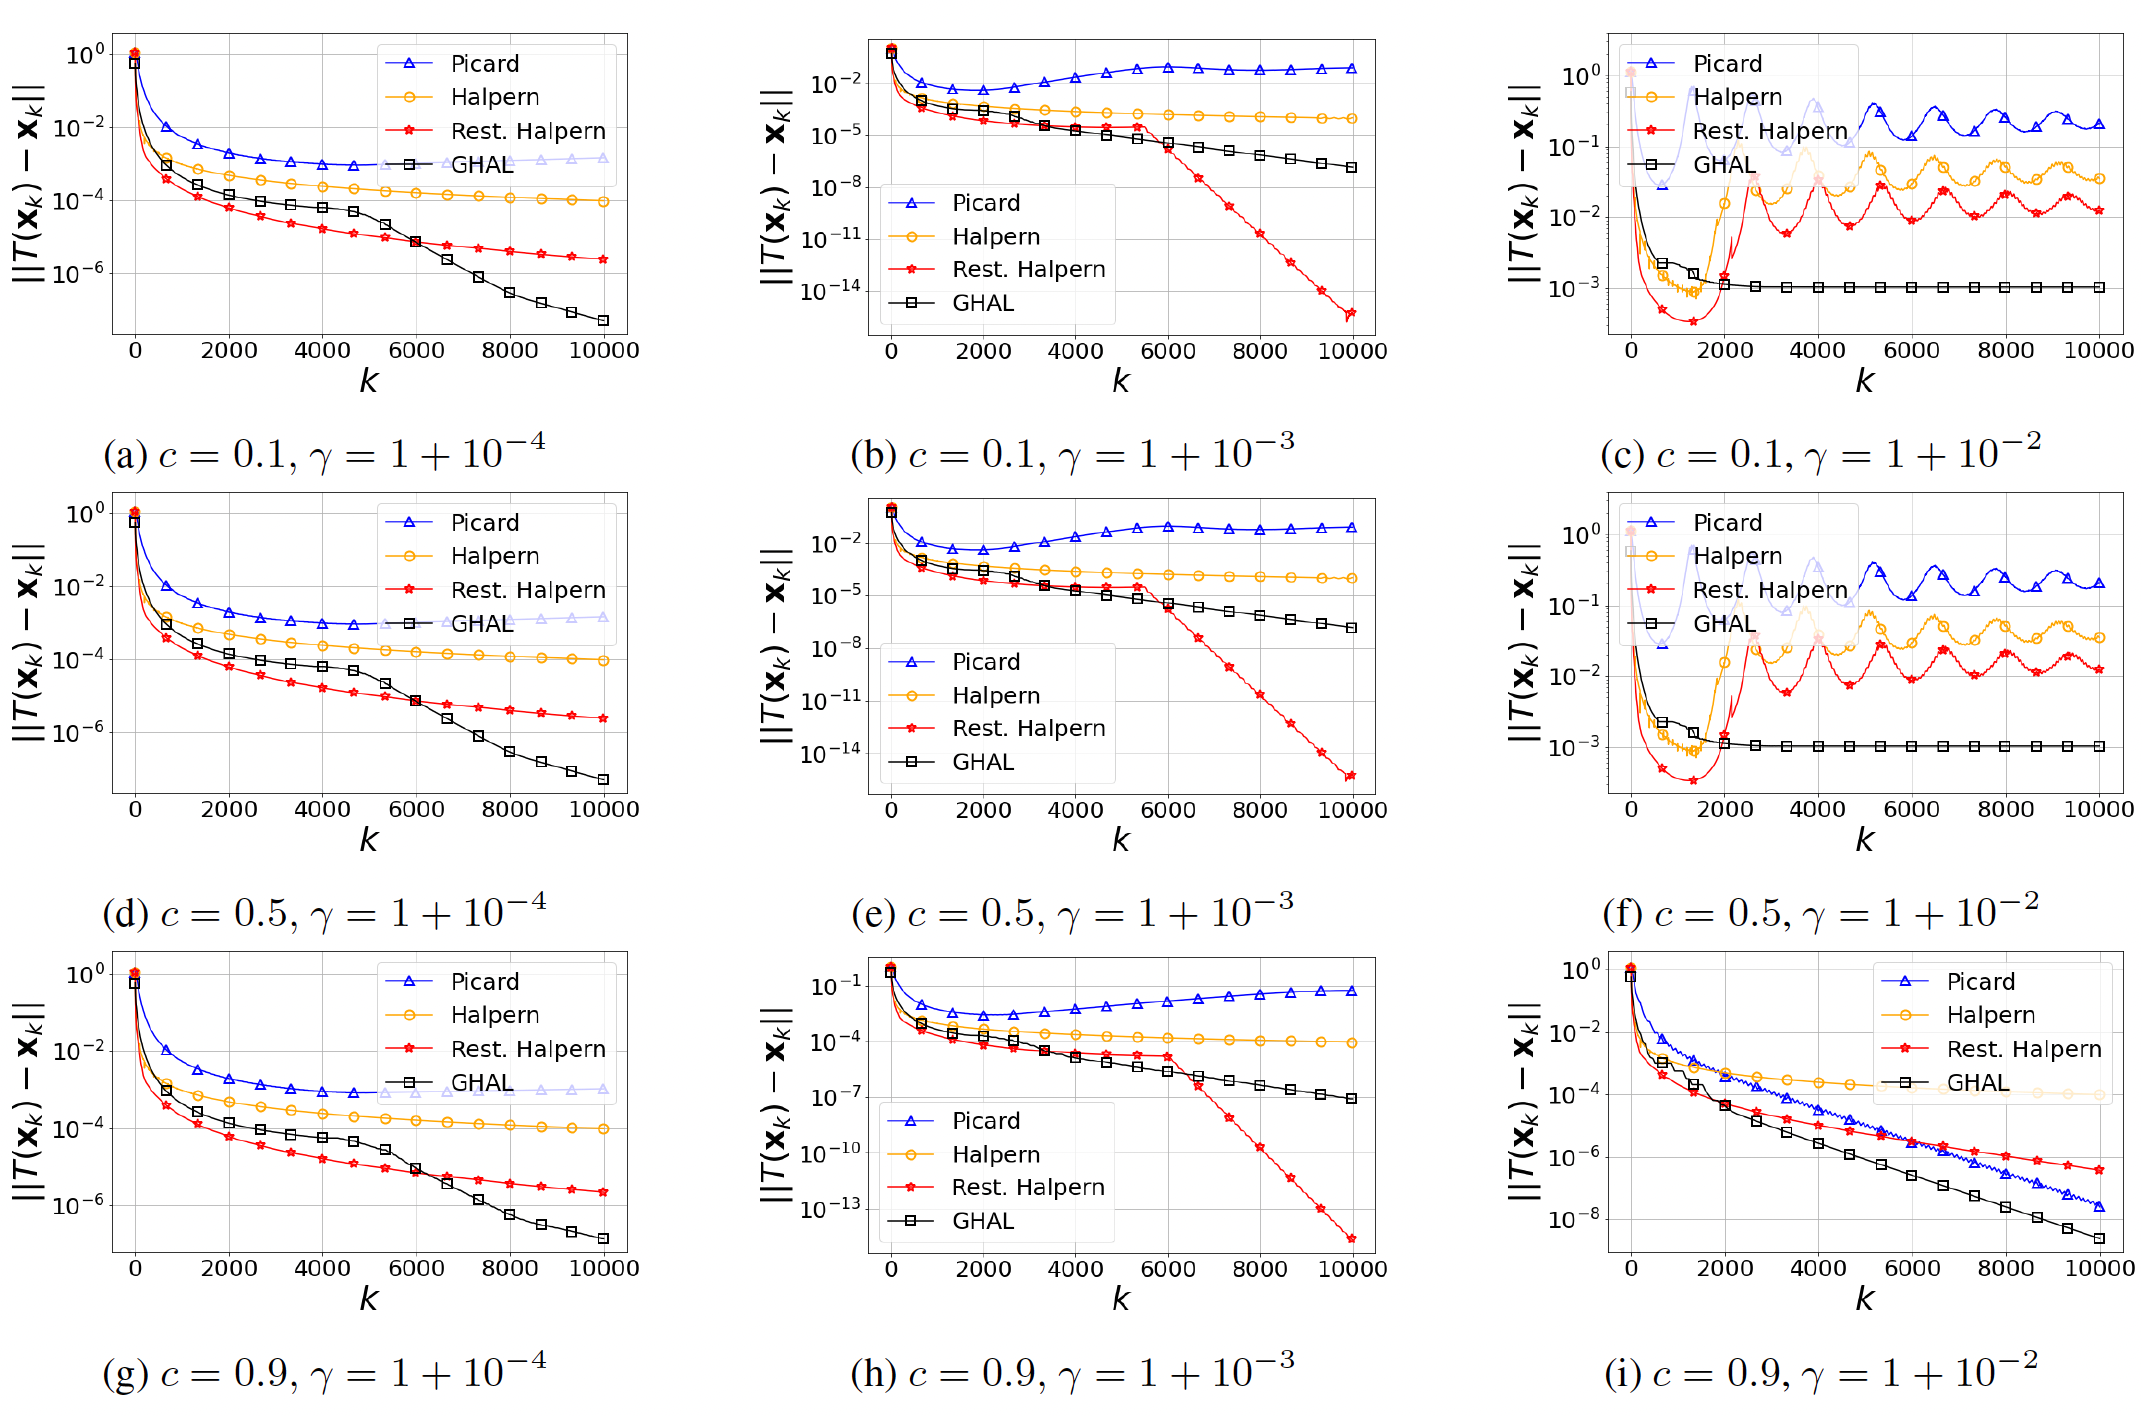 ||T(x_k) − x_k||
10^0
10^−2
10^−4
10^−6
Picard
Halpern
Rest. Halpern
GHAL
0 2000 4000 6000 8000 10000
k
(a) c = 0.1, γ = 1 + 10^−4
||T(x_k) − x_k||
10^−2
10^−5
10^−8
10^−11
10^−14
Picard
Halpern
Rest. Halpern
GHAL
0 2000 4000 6000 8000 10000
k
(b) c = 0.1, γ = 1 + 10^−3
||T(x_k) − x_k||
10^0
10^−1
10^−2
10^−3
Picard
Halpern
Rest. Halpern
GHAL
0 2000 4000 6000 8000 10000
k
(c) c = 0.1, γ = 1 + 10^−2
||T(x_k) − x_k||
10^0
10^−2
10^−4
10^−6
Picard
Halpern
Rest. Halpern
GHAL
0 2000 4000 6000 8000 10000
k
(d) c = 0.5, γ = 1 + 10^−4
||T(x_k) − x_k||
10^−2
10^−5
10^−8
10^−11
10^−14
Picard
Halpern
Rest. Halpern
GHAL
0 2000 4000 6000 8000 10000
k
(e) c = 0.5, γ = 1 + 10^−3
||T(x_k) − x_k||
10^0
10^−1
10^−2
10^−3
Picard
Halpern
Rest. Halpern
GHAL
0 2000 4000 6000 8000 10000
k
(f) c = 0.5, γ = 1 + 10^−2
||T(x_k) − x_k||
10^0
10^−2
10^−4
10^−6
Picard
Halpern
Rest. Halpern
GHAL
0 2000 4000 6000 8000 10000
k
(g) c = 0.9, γ = 1 + 10^−4
||T(x_k) − x_k||
10^−1
10^−4
10^−7
10^−10
10^−13
Picard
Halpern
Rest. Halpern
GHAL
0 2000 4000 6000 8000 10000
k
(h) c = 0.9, γ = 1 + 10^−3
||T(x_k) − x_k||
10^0
10^−2
10^−4
10^−6
10^−8
Picard
Halpern
Rest. Halpern
GHAL
0 2000 4000 6000 8000 10000
k
(i) c = 0.9, γ = 1 + 10^−2